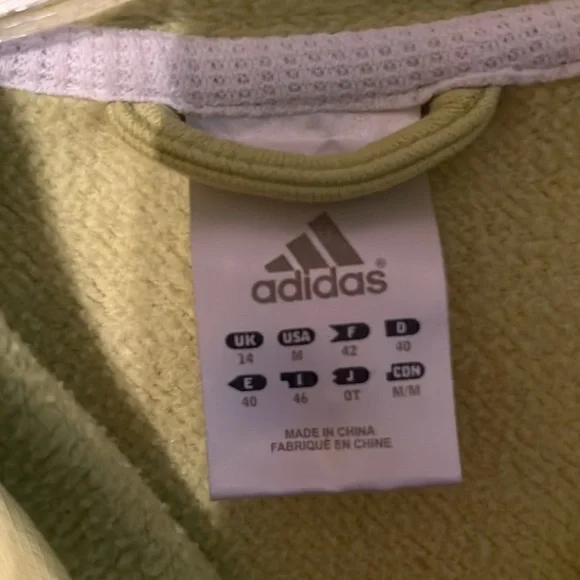 adidas®
UK USA F D
14 M 42 40
E I J CDN
40 46 OT M/M
MADE IN CHINA
FABRIQUÉ EN CHINE